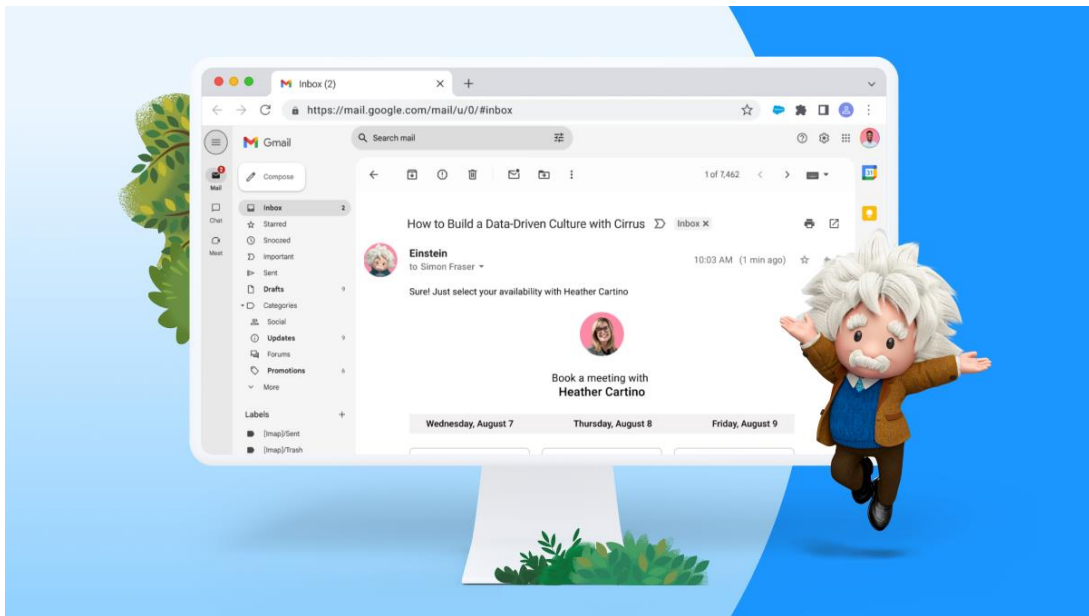 Inbox (2)
https://mail.google.com/mail/u/0/#inbox
Gmail
Search mail
2
Mail
Compose
1 of 7,462
31
Inbox 2
Chat
Starred
How to Build a Data-Driven Culture with Cirrus Inbox
Snoozed
Meet
Important
Einstein
10:03 AM (1 min ago)
to Simon Fraser
Sent
Drafts 9
Sure! Just select your availability with Heather Cartino
Categories
Social
Updates 9
Forums
Promotions 6
More
Book a meeting with
Heather Cartino
Labels
Wednesday, August 7 Thursday, August 8 Friday, August 9
[Imap]/Sent
[Imap]/Trash